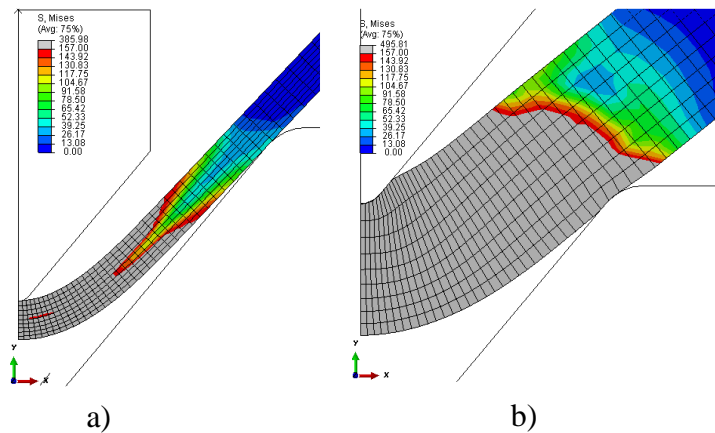 S, Mises
(Avg: 75%)
385.98
157.00
143.92
130.83
117.75
104.67
91.58
78.50
65.42
52.33
39.25
26.17
13.08
0.00
Y
X
a)
S, Mises
(Avg: 75%)
495.81
157.00
143.92
130.83
117.75
104.67
91.58
78.50
65.42
52.33
39.25
26.17
13.08
0.00
Y
X
b)